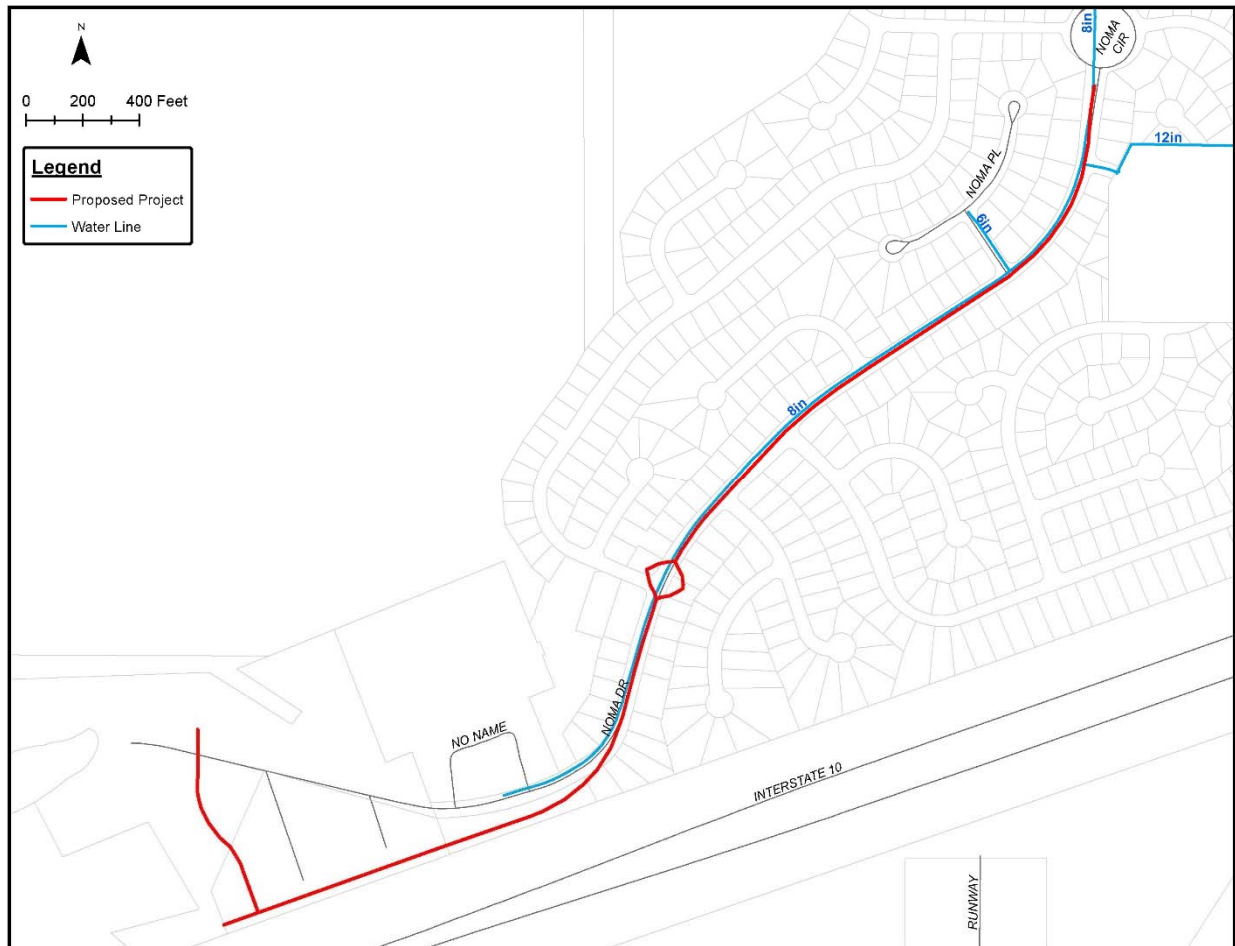 N
0 200 400 Feet
Legend
Proposed Project
Water Line
8in
NOMA
CIR
12in
NOMA PL
6in
8in
NOMA DR
NO NAME
INTERSTATE 10
RUNWAY